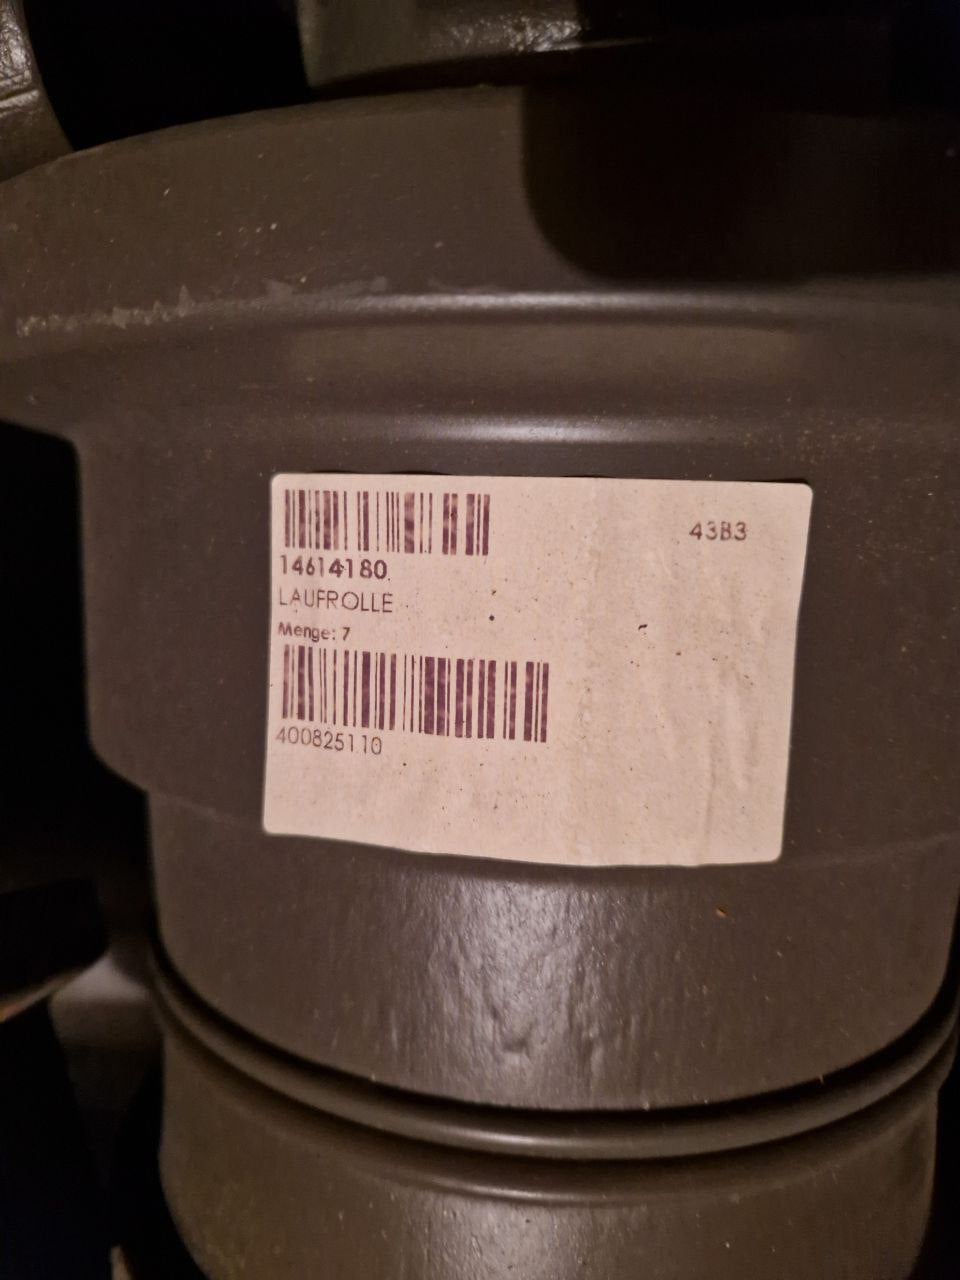 43B3
14614180
LAUFROLLE
Menge: 7
400825110